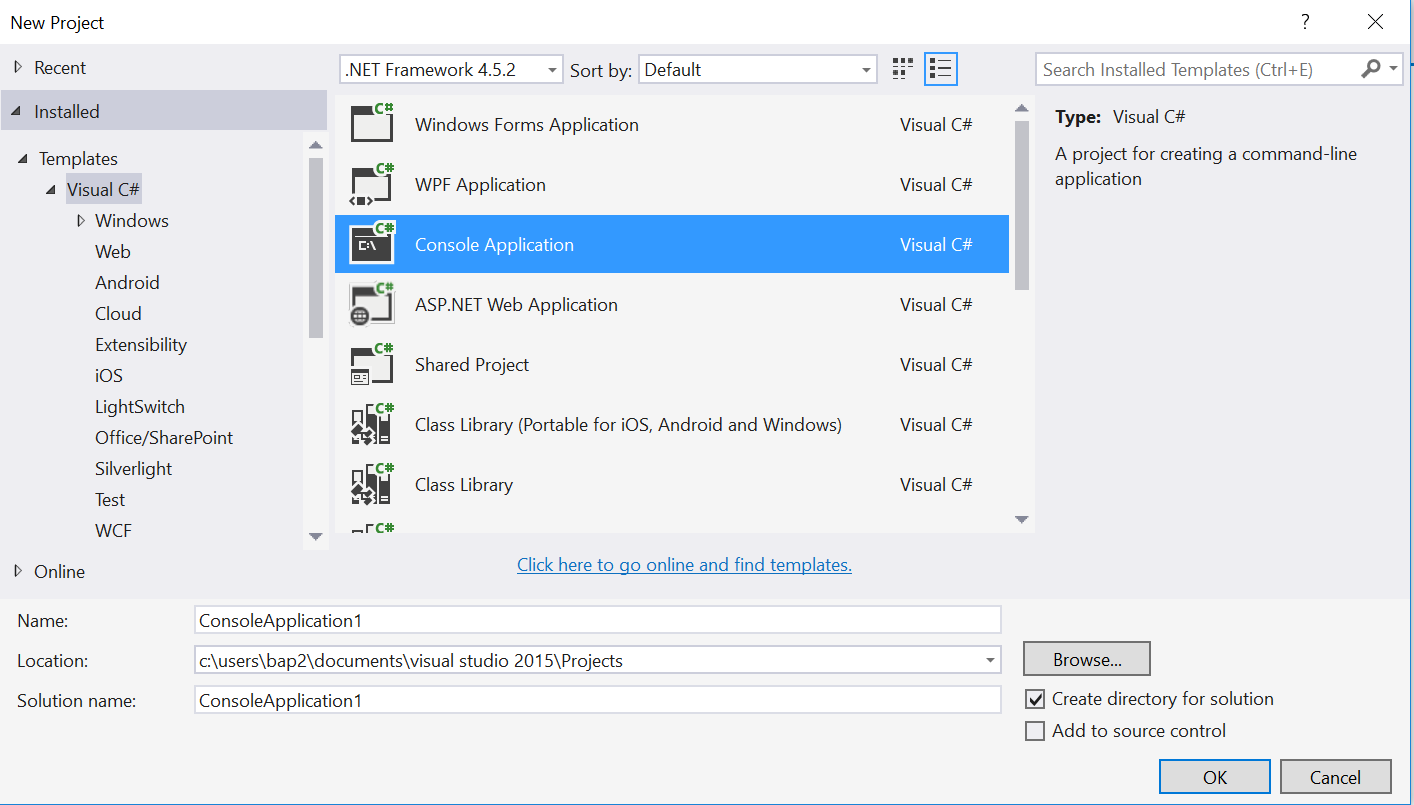 New Project
?
Recent
.NET Framework 4.5.2
Sort by:
Default
Search Installed Templates (Ctrl+E)
Installed
Templates
Visual C#
Windows
Web
Android
Cloud
Extensibility
iOS
LightSwitch
Office/SharePoint
Silverlight
Test
WCF
Online
C# Windows Forms Application Visual C#
C# WPF Application Visual C#
C# C:\ Console Application Visual C#
C# ASP.NET Web Application Visual C#
C# Shared Project Visual C#
C# Class Library (Portable for iOS, Android and Windows) Visual C#
C# Class Library Visual C#
C#
Click here to go online and find templates.
Type: Visual C#
A project for creating a command-line
application
Name: ConsoleApplication1
Location: c:\users\bap2\documents\visual studio 2015\Projects
Browse...
Solution name: ConsoleApplication1
Create directory for solution
Add to source control
OK
Cancel